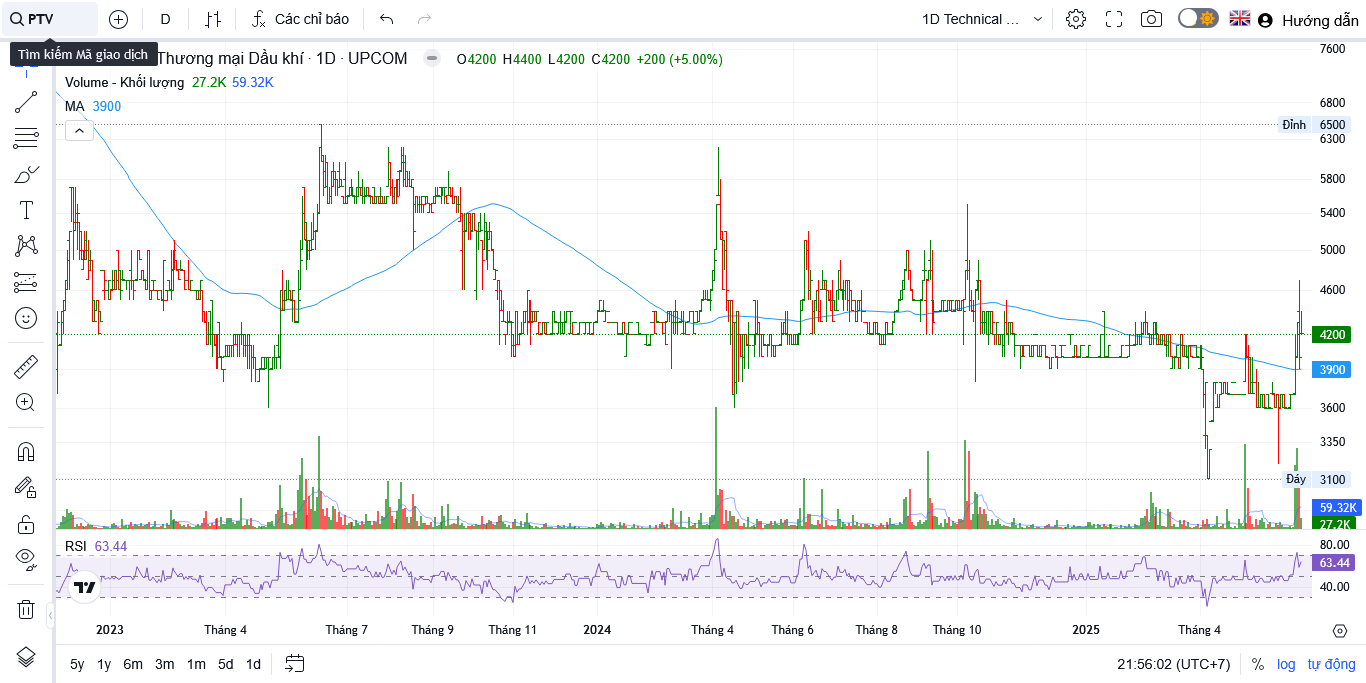 PTV
D
Các chỉ báo
1D Technical ...
Hướng dẫn
Tìm kiếm Mã giao dịch
Thương mại Dầu khí · 1D · UPCOM
O4200 H4400 L4200 C4200 +200 (+5.00%)
Volume - Khối lượng 27.2K 59.32K
MA 3900
7600
6800
Đỉnh 6500
6300
5800
5400
5000
4600
4200
3900
3600
3350
Đáy 3100
59.32K
27.2K
RSI 63.44
80.00
63.44
40.00
2023 Tháng 4 Tháng 7 Tháng 9 Tháng 11 2024 Tháng 4 Tháng 6 Tháng 8 Tháng 10 2025 Tháng 4
5y 1y 6m 3m 1m 5d 1d
21:56:02 (UTC+7) % log tự động